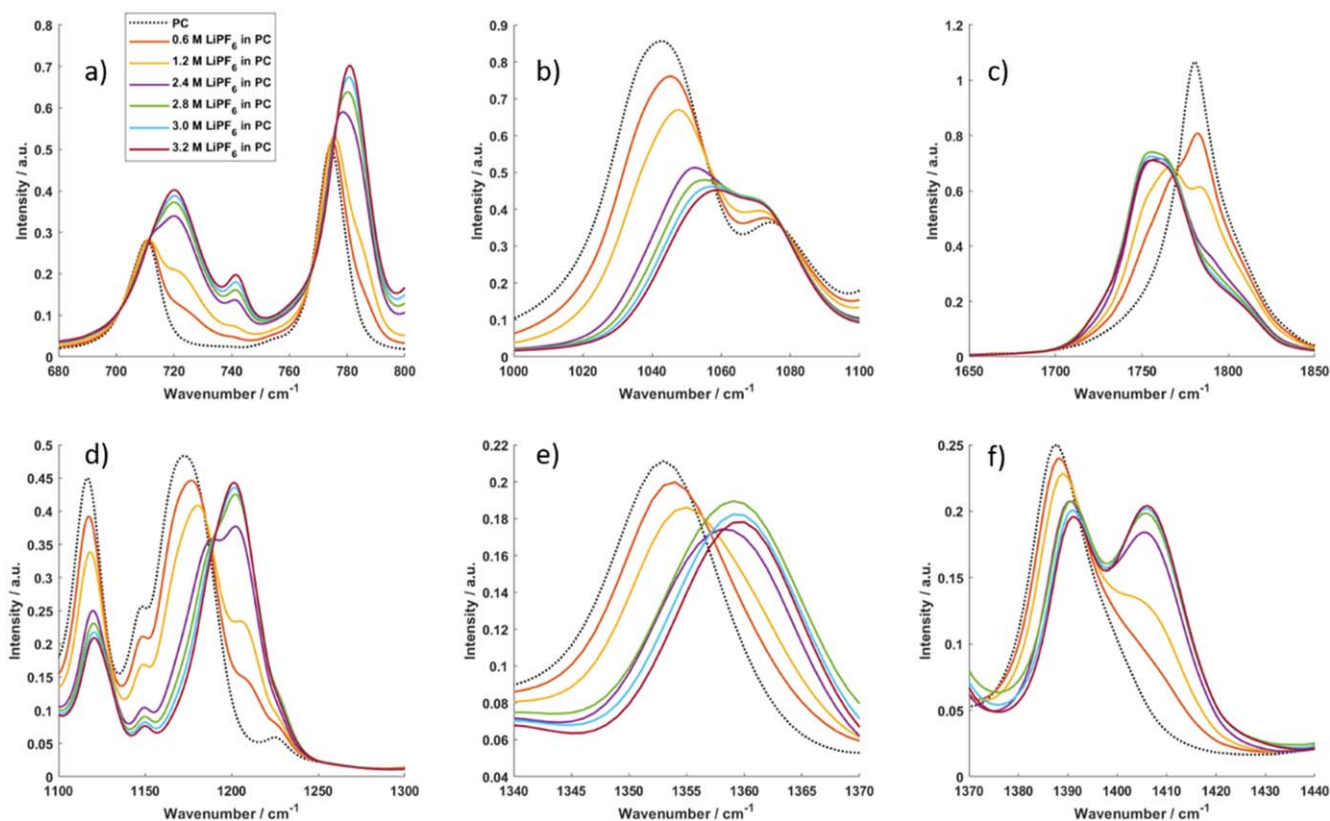 PC
0.6 M LiPF6 in PC
1.2 M LiPF6 in PC
2.4 M LiPF6 in PC
2.8 M LiPF6 in PC
3.0 M LiPF6 in PC
3.2 M LiPF6 in PC
a)
0.8
0.7
0.6
0.5
0.4
0.3
0.2
0.1
0
Intensity / a.u.
680 700 720 740 760 780 800
Wavenumber / cm-1
b)
0.9
0.8
0.7
0.6
0.5
0.4
0.3
0.2
0.1
0
Intensity / a.u.
1000 1020 1040 1060 1080 1100
Wavenumber / cm-1
c)
1.2
1
0.8
0.6
0.4
0.2
0
Intensity / a.u.
1650 1700 1750 1800 1850
Wavenumber / cm-1
d)
0.5
0.45
0.4
0.35
0.3
0.25
0.2
0.15
0.1
0.05
0
Intensity / a.u.
1100 1150 1200 1250 1300
Wavenumber / cm-1
e)
0.22
0.2
0.18
0.16
0.14
0.12
0.1
0.08
0.06
0.04
Intensity / a.u.
1340 1345 1350 1355 1360 1365 1370
Wavenumber / cm-1
f)
0.25
0.2
0.15
0.1
0.05
0
Intensity / a.u.
1370 1380 1390 1400 1410 1420 1430 1440
Wavenumber / cm-1